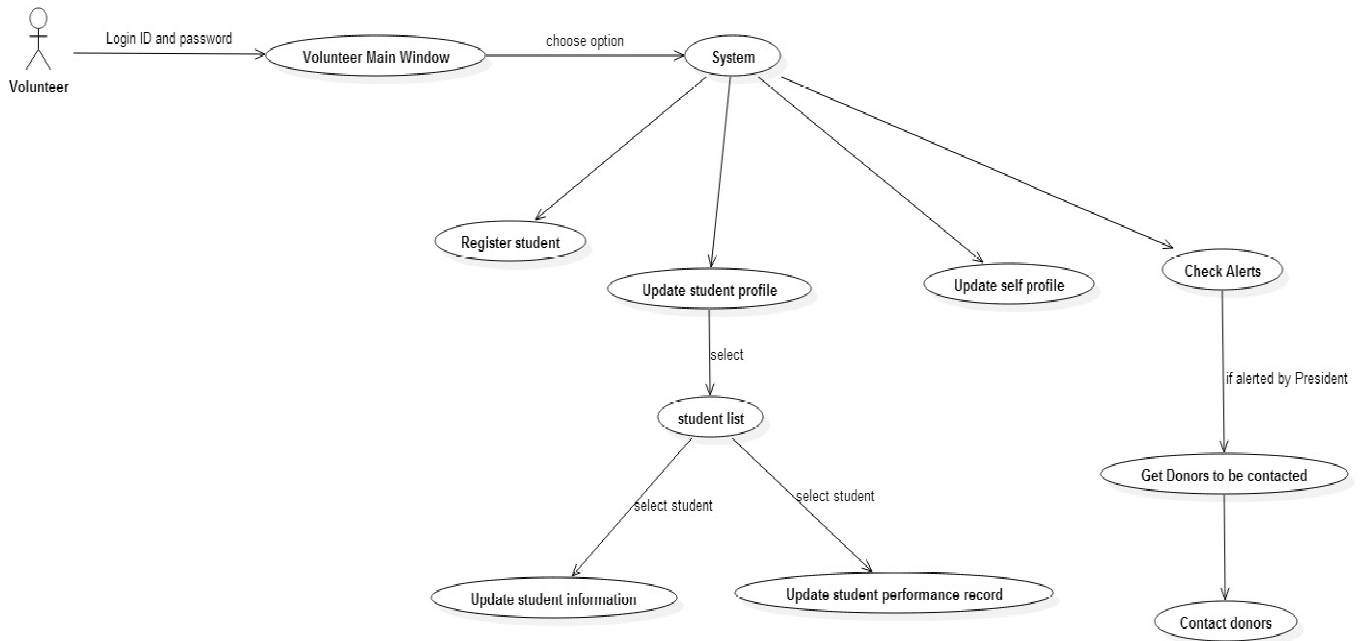 Login ID and password
Volunteer
Volunteer Main Window
choose option
System
Register student
Update student profile
Update self profile
Check Alerts
select
if alerted by President
student list
select student
select student
Get Donors to be contacted
Update student information
Update student performance record
Contact donors